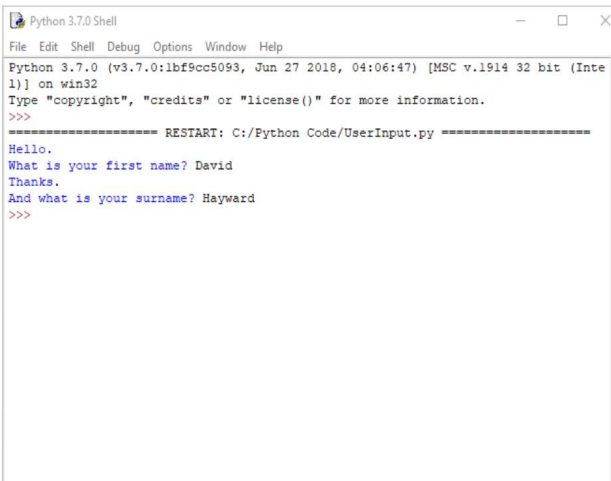 Python 3.7.0 Shell
File Edit Shell Debug Options Window Help
Python 3.7.0 (v3.7.0:1bf9cc5093, Jun 27 2018, 04:06:47) [MSC v.1914 32 bit (Inte
l)] on win32
Type "copyright", "credits" or "license()" for more information.
>>>
==================== RESTART: C:/Python Code/UserInput.py ====================
Hello.
What is your first name? David
Thanks.
And what is your surname? Hayward
>>>